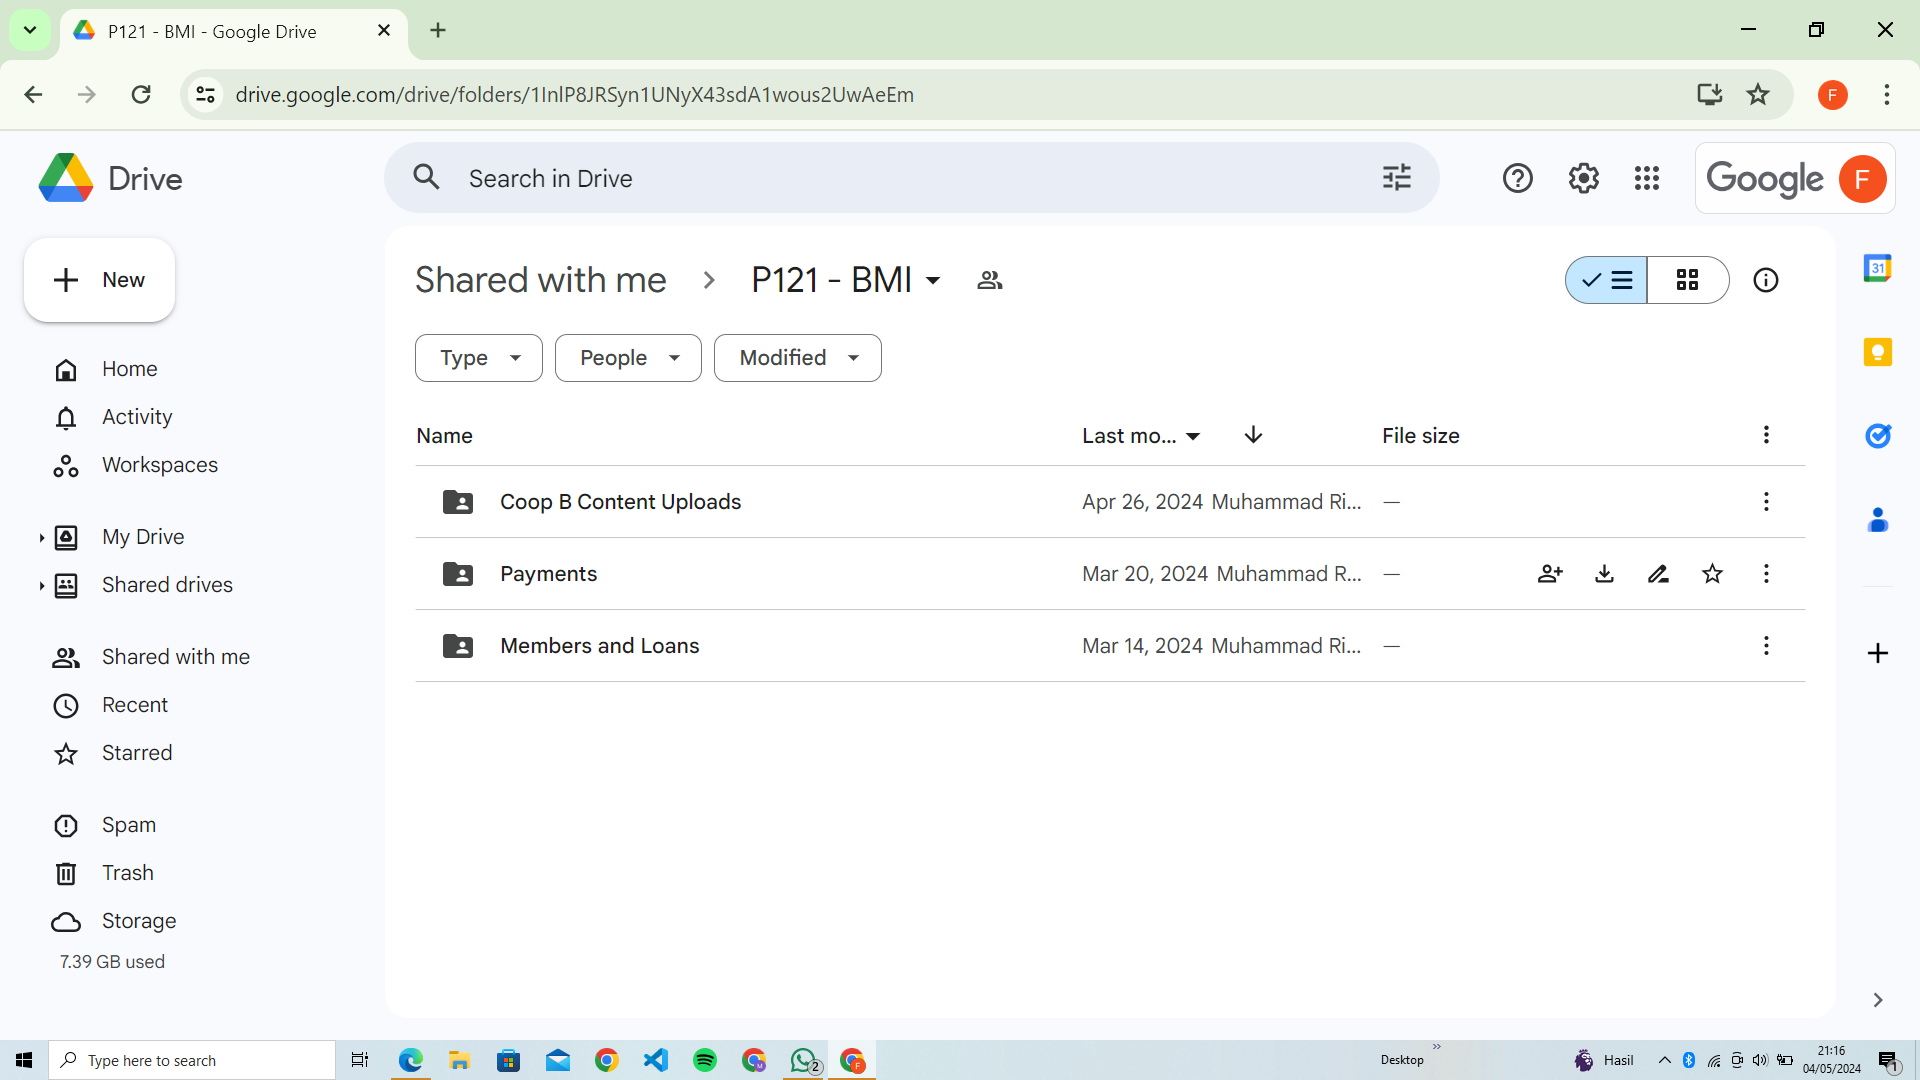 P121 - BMI - Google Drive
drive.google.com/drive/folders/1InlP8JRSyn1UNyX43sdA1wous2UwAeEm
F
Drive
Search in Drive
Google F
New
Shared with me P121 - BMI
31
Type People Modified
Home
Activity
Workspaces
My Drive
Shared drives
Shared with me
Recent
Starred
Spam
Trash
Storage
7.39 GB used
Name Last mo... File size
Coop B Content Uploads Apr 26, 2024 Muhammad Ri... —
Payments Mar 20, 2024 Muhammad R... —
Members and Loans Mar 14, 2024 Muhammad Ri... —
Type here to search
M
2
F
Desktop
Hasil
21:16
04/05/2024
1